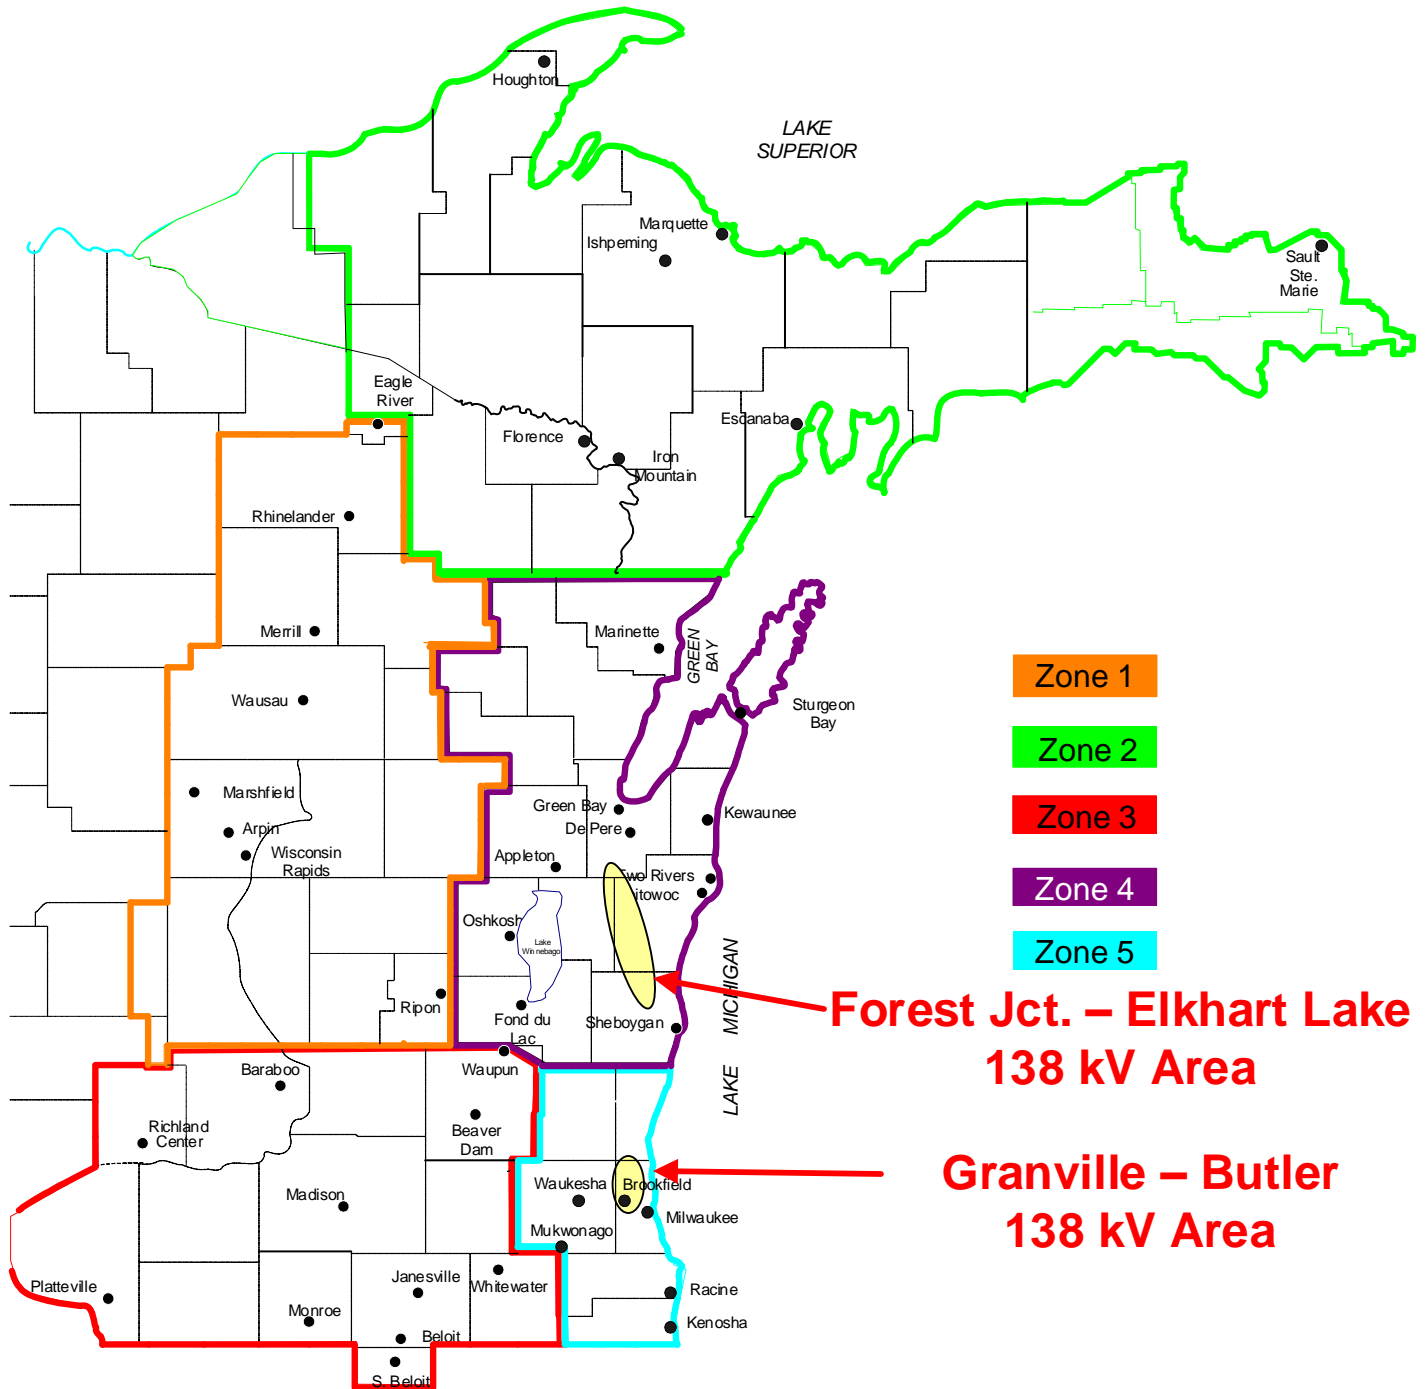 Houghton
LAKE
SUPERIOR
Marquette
Ishpeming
Sault
Ste.
Marie
Eagle
River
Escanaba
Florence
Iron
Mountain
Rhinelander
Merrill
Marinette
GREEN
BAY
Zone 1
Wausau
Sturgeon
Bay
Zone 2
Marshfield
Green Bay
Kewaunee
Zone 3
Arpin
De Pere
Wisconsin
Rapids
Appleton
Two Rivers
itowoc
Zone 4
Oshkosh
Lake
Winnebago
Zone 5
LAKE MICHIGAN
Ripon
Fond du
Lac
Sheboygan
Forest Jct. – Elkhart Lake
138 kV Area
Baraboo
Waupun
Richland
Center
Beaver
Dam
Granville – Butler
138 kV Area
Madison
Waukesha
Brookfield
Milwaukee
Mukwonago
Platteville
Janesville
Whitewater
Racine
Monroe
Beloit
Kenosha
S. Beloit